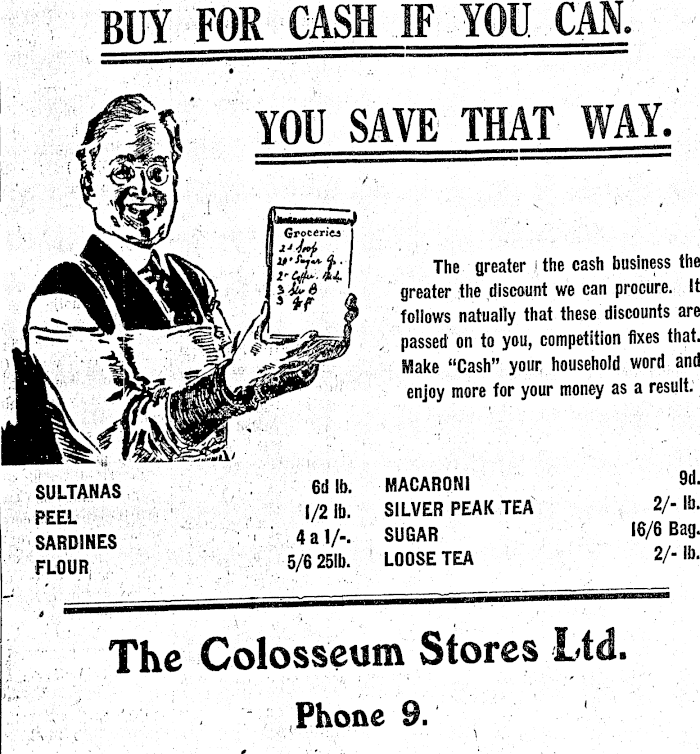 BUY FOR CASH IF YOU CAN.
YOU SAVE THAT WAY.
Groceries
Soap
Sugar
3
3
The greater the cash business the
greater the discount we can procure. It
follows natually that these discounts are
passed on to you, competition fixes that.
Make "Cash" your household word and
enjoy more for your money as a result.
SULTANAS 6d lb.
PEEL 1/2 lb.
SARDINES 4 a 1/-.
FLOUR 5/6 25lb.
MACARONI 9d.
SILVER PEAK TEA 2/- lb.
SUGAR 16/6 Bag.
LOOSE TEA 2/- lb.
The Colosseum Stores Ltd.
Phone 9.